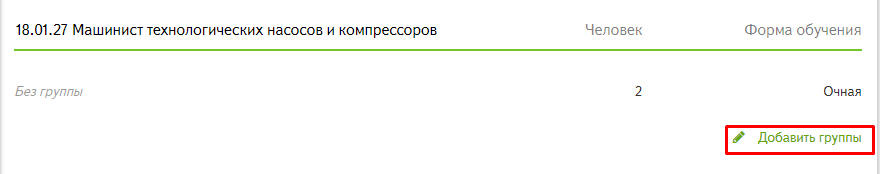 18.01.27 Машинист технологических насосов и компрессоров Человек Форма обучения
Без группы 2 Очная
Добавить группы